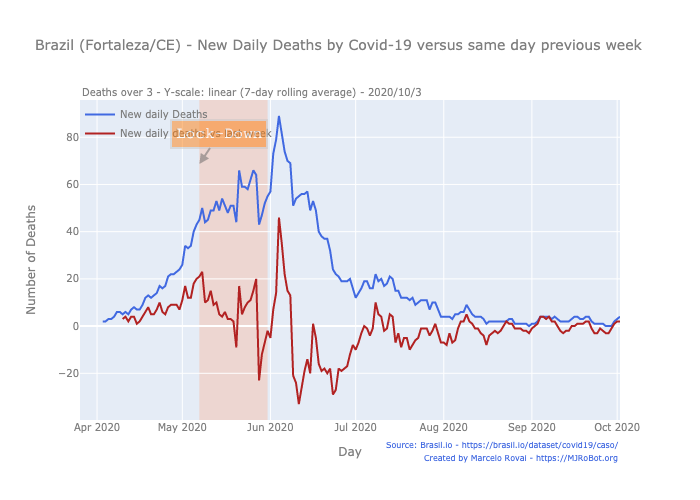 Brazil (Fortaleza/CE) - New Daily Deaths by Covid-19 versus same day previous week
Deaths over 3 - Y-scale: linear (7-day rolling average) - 2020/10/3
New daily Deaths
New daily deaths vs last week
Lock-Down
80
60
40
20
0
−20
Number of Deaths
Apr 2020 May 2020 Jun 2020 Jul 2020 Aug 2020 Sep 2020 Oct 2020
Day
Source: Brasil.io - https://brasil.io/dataset/covid19/caso/
Created by Marcelo Rovai - https://MJRoBot.org